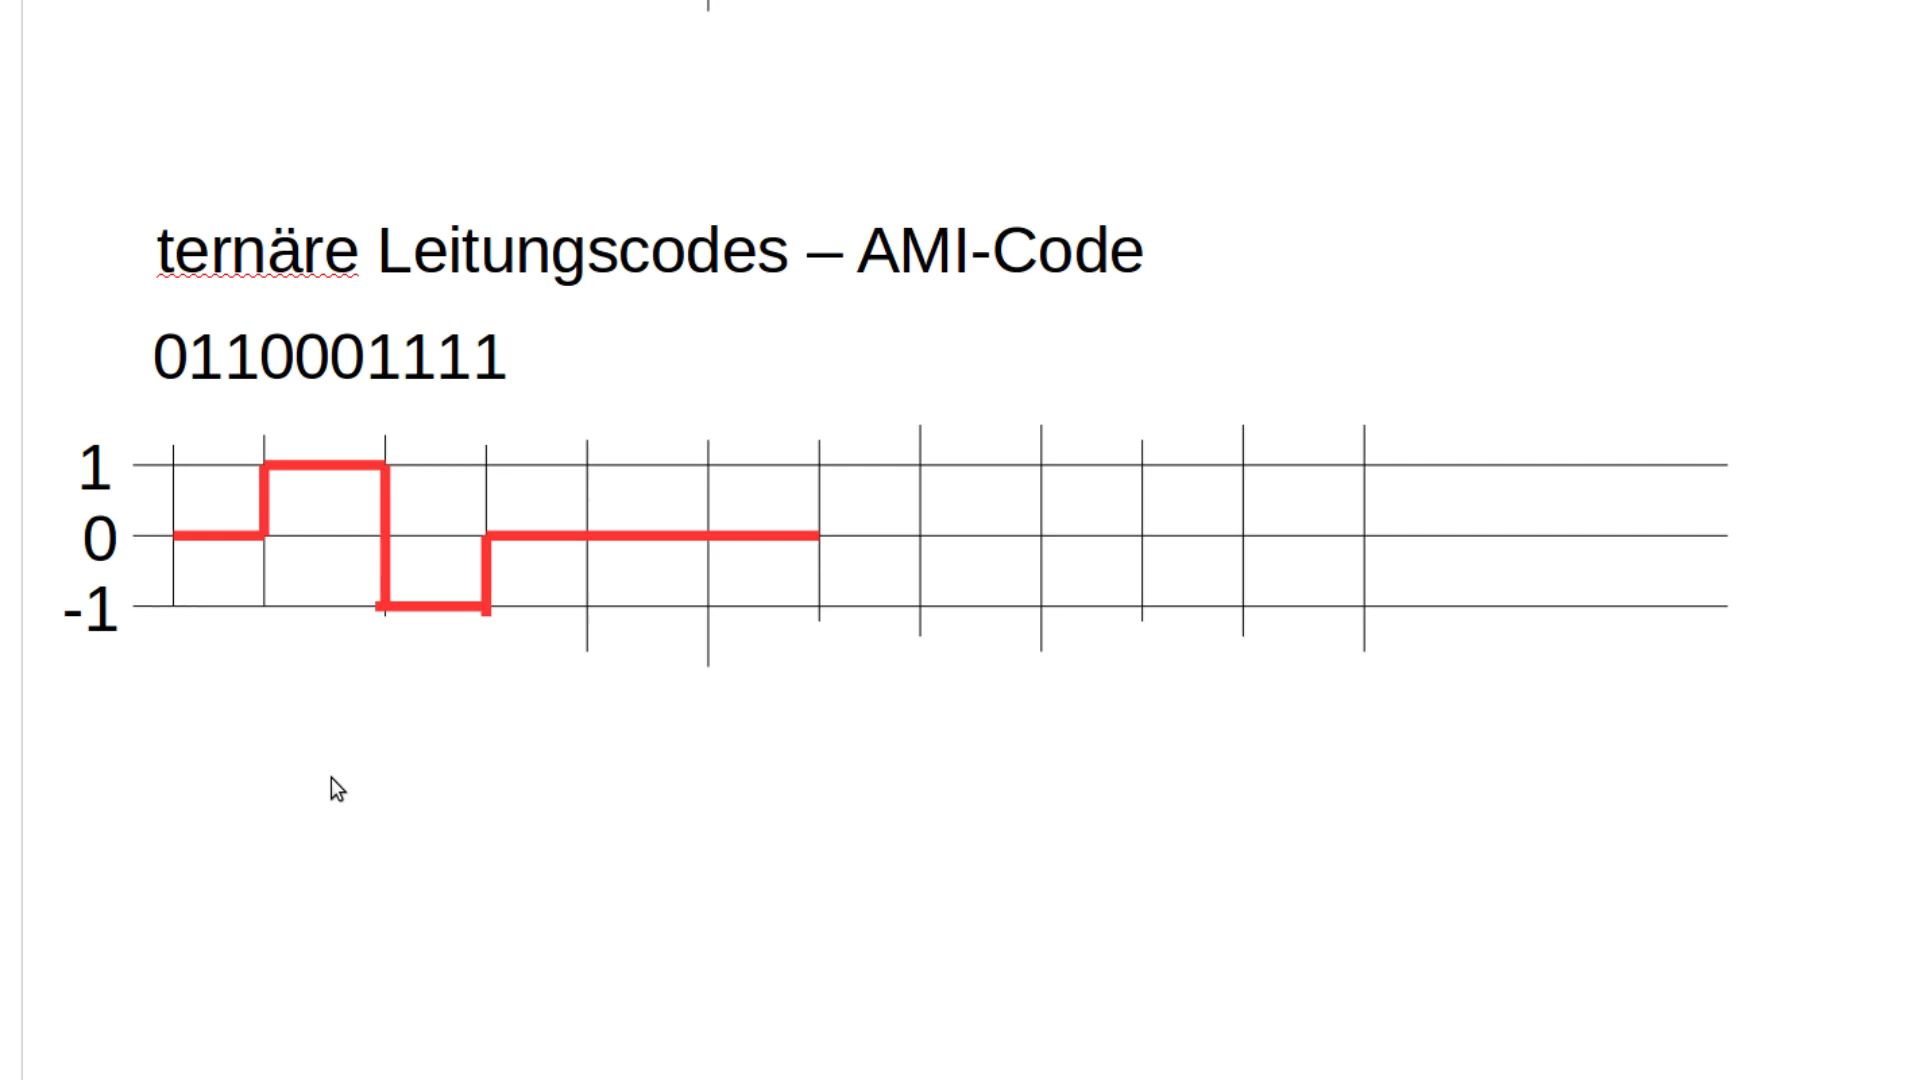 ternäre Leitungscodes – AMI-Code
0110001111
1
0
-1